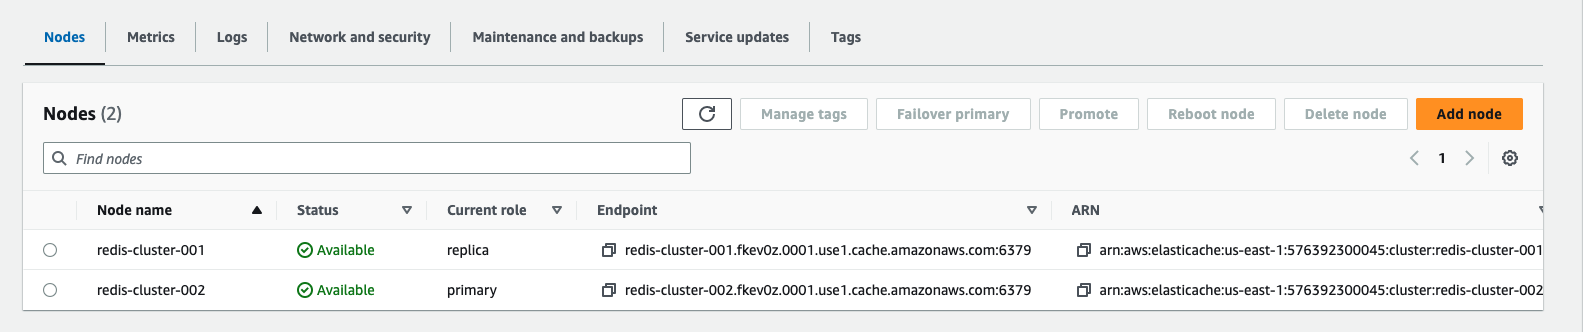 Nodes Metrics Logs Network and security Maintenance and backups Service updates Tags
Nodes (2) Manage tags Failover primary Promote Reboot node Delete node Add node
Find nodes 1
Node name Status Current role Endpoint ARN
redis-cluster-001 Available replica redis-cluster-001.fkev0z.0001.use1.cache.amazonaws.com:6379 arn:aws:elasticache:us-east-1:576392300045:cluster:redis-cluster-001
redis-cluster-002 Available primary redis-cluster-002.fkev0z.0001.use1.cache.amazonaws.com:6379 arn:aws:elasticache:us-east-1:576392300045:cluster:redis-cluster-002